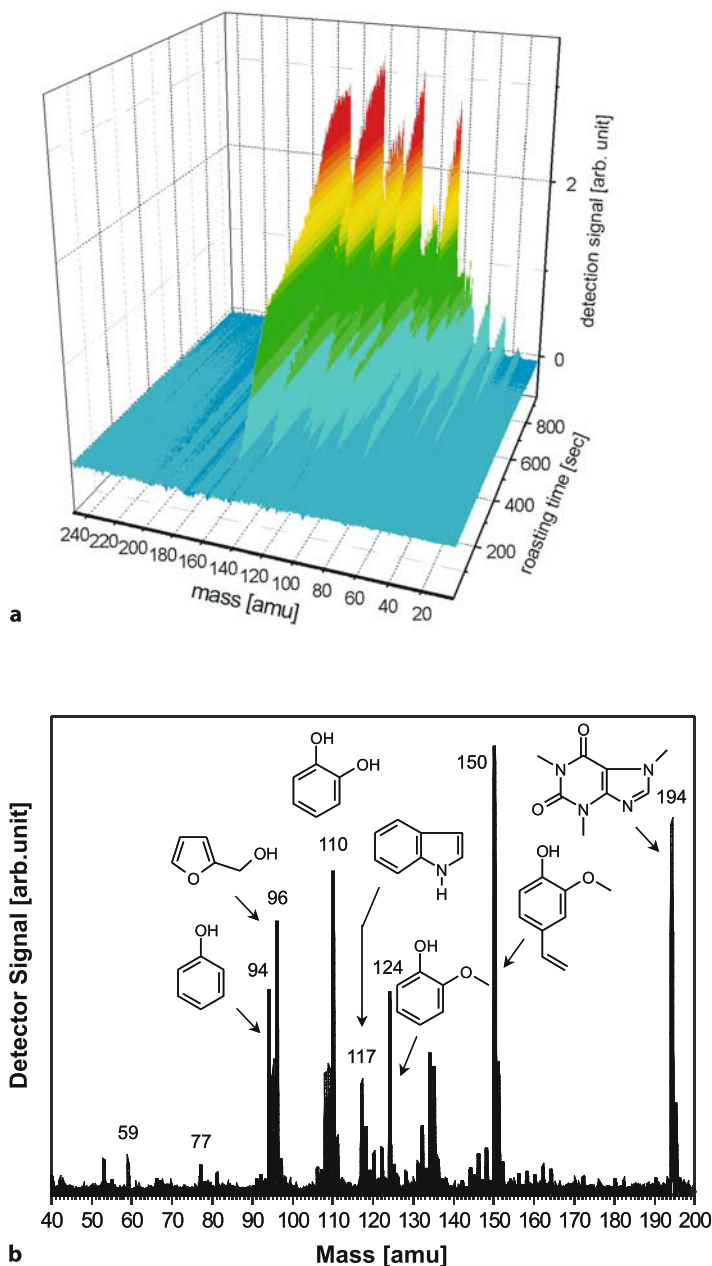 2
detection signal [arb. unit]
0
800
600
400
200
roasting time [sec]
240 220 200 180 160 140 120 100 80 60 40 20
mass [amu]
a
OH
OH
150
O
N
N
O
N
N
194
110
OH
O
96
N
H
OH
O
OH
94
OH
O
124
117
59
77
Detector Signal [arb.unit]
40 50 60 70 80 90 100 110 120 130 140 150 160 170 180 190 200
Mass [amu]
b